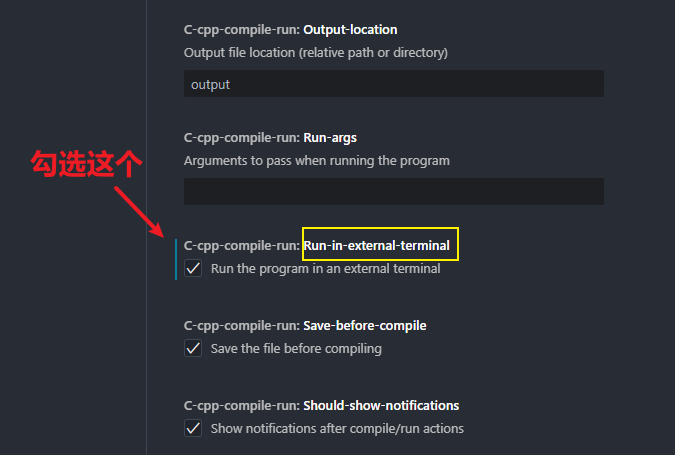 C-cpp-compile-run: Output-location
Output file location (relative path or directory)
output
C-cpp-compile-run: Run-args
Arguments to pass when running the program
勾选这个
C-cpp-compile-run: Run-in-external-terminal
Run the program in an external terminal
C-cpp-compile-run: Save-before-compile
Save the file before compiling
C-cpp-compile-run: Should-show-notifications
Show notifications after compile/run actions